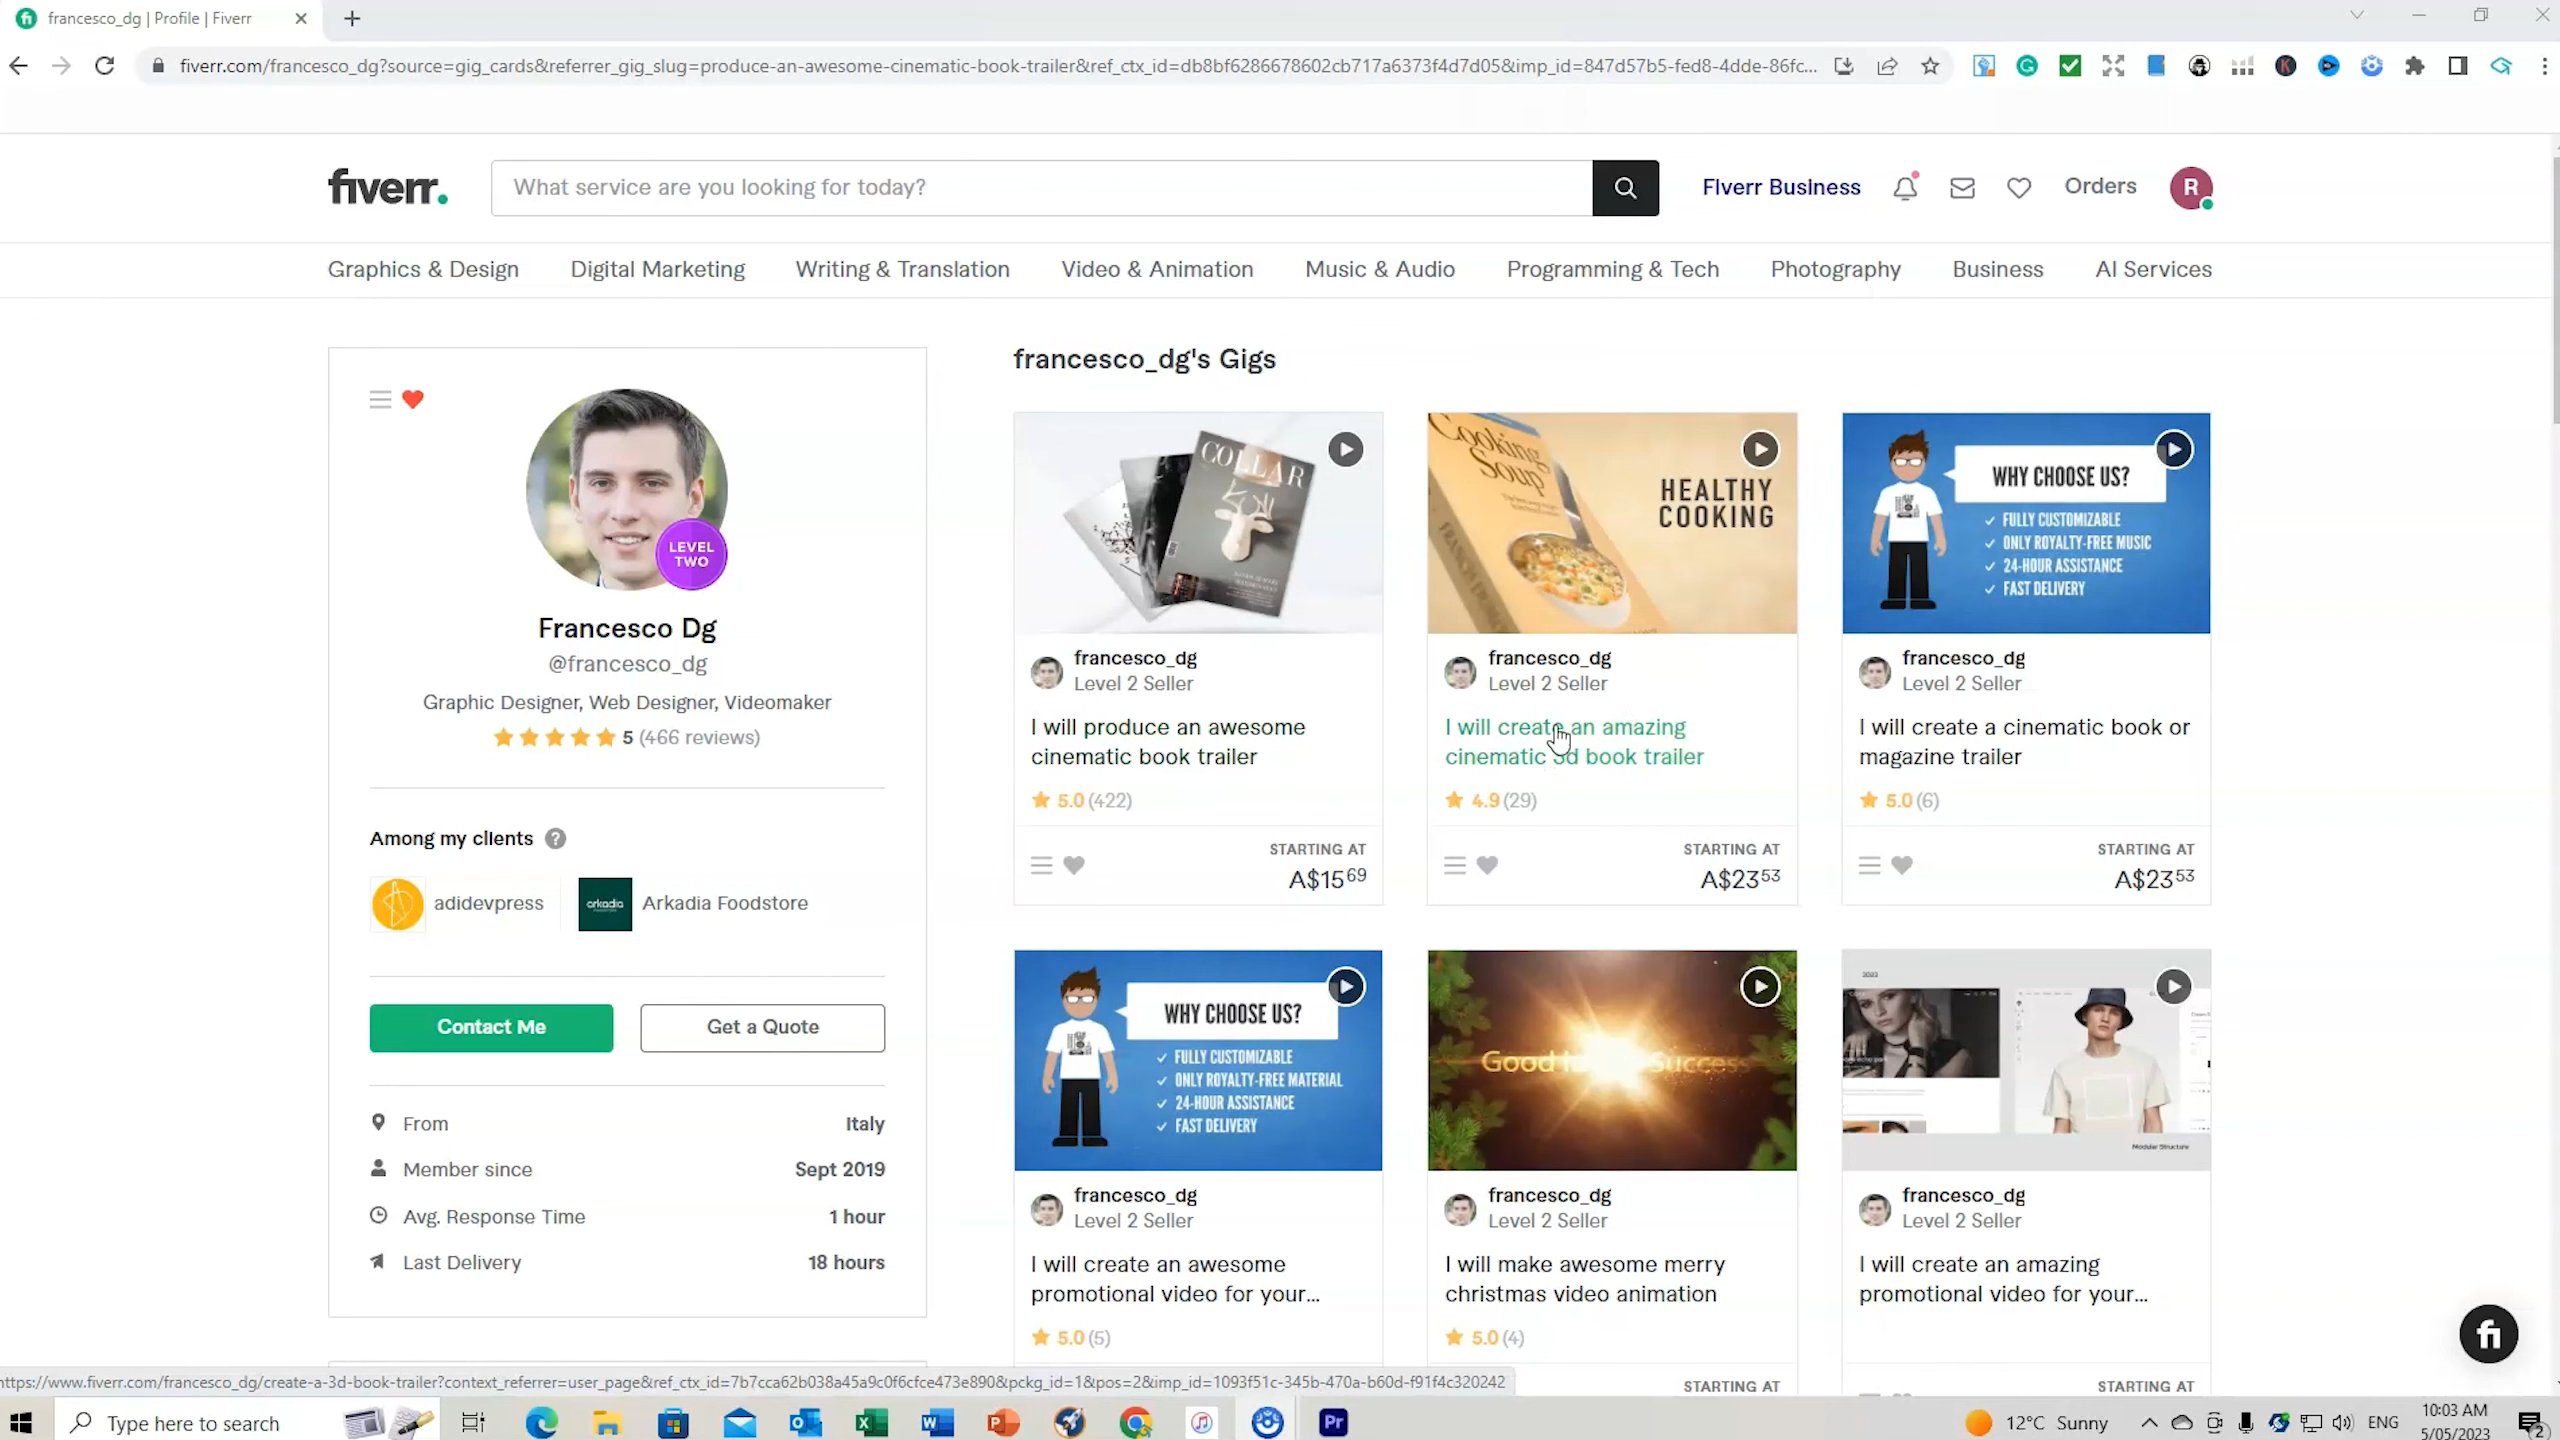 francesco_dg | Profile | Fiverr
fiverr.com/francesco_dg?source=gig_cards&referrer_gig_slug=produce-an-awesome-cinematic-book-trailer&ref_ctx_id=db8bf6286678602cb717a6373f4d7d05&imp_id=847d57b5-fed8-4dde-86fc...
fiverr.
What service are you looking for today?
Fiverr Business
Orders
R
Graphics & Design
Digital Marketing
Writing & Translation
Video & Animation
Music & Audio
Programming & Tech
Photography
Business
AI Services
LEVEL
TWO
Francesco Dg
@francesco_dg
Graphic Designer, Web Designer, Videomaker
5 (466 reviews)
Among my clients ?
adidevpress
arkadia
Arkadia Foodstore
Contact Me
Get a Quote
From Italy
Member since Sept 2019
Avg. Response Time 1 hour
Last Delivery 18 hours
francesco_dg's Gigs
COLLAR
francesco_dg
Level 2 Seller
I will produce an awesome
cinematic book trailer
5.0 (422)
STARTING AT
A$15 69
Cooking
Soup
HEALTHY
COOKING
francesco_dg
Level 2 Seller
I will create an amazing
cinematic 3d book trailer
4.9 (29)
STARTING AT
A$23 53
WHY CHOOSE US?
FULLY CUSTOMIZABLE
ONLY ROYALTY-FREE MUSIC
24-HOUR ASSISTANCE
FAST DELIVERY
francesco_dg
Level 2 Seller
I will create a cinematic book or
magazine trailer
5.0 (6)
STARTING AT
A$23 53
WHY CHOOSE US?
FULLY CUSTOMIZABLE
ONLY ROYALTY-FREE MATERIAL
24-HOUR ASSISTANCE
FAST DELIVERY
francesco_dg
Level 2 Seller
I will create an awesome
promotional video for your...
5.0 (5)
Good Success
francesco_dg
Level 2 Seller
I will make awesome merry
christmas video animation
5.0 (4)
STARTING AT
2023
Modular Structure
francesco_dg
Level 2 Seller
I will create an amazing
promotional video for your...
STARTING AT
fi
https://www.fiverr.com/francesco_dg/create-a-3d-book-trailer?context_referrer=user_page&ref_ctx_id=7b7cca62b038a45a9c0f6cfce473e890&pckg_id=1&pos=2&imp_id=1093f51c-345b-470a-b60d-f91f4c320242
Type here to search
Pr
12°C Sunny
ENG
10:03 AM
5/05/2023
2